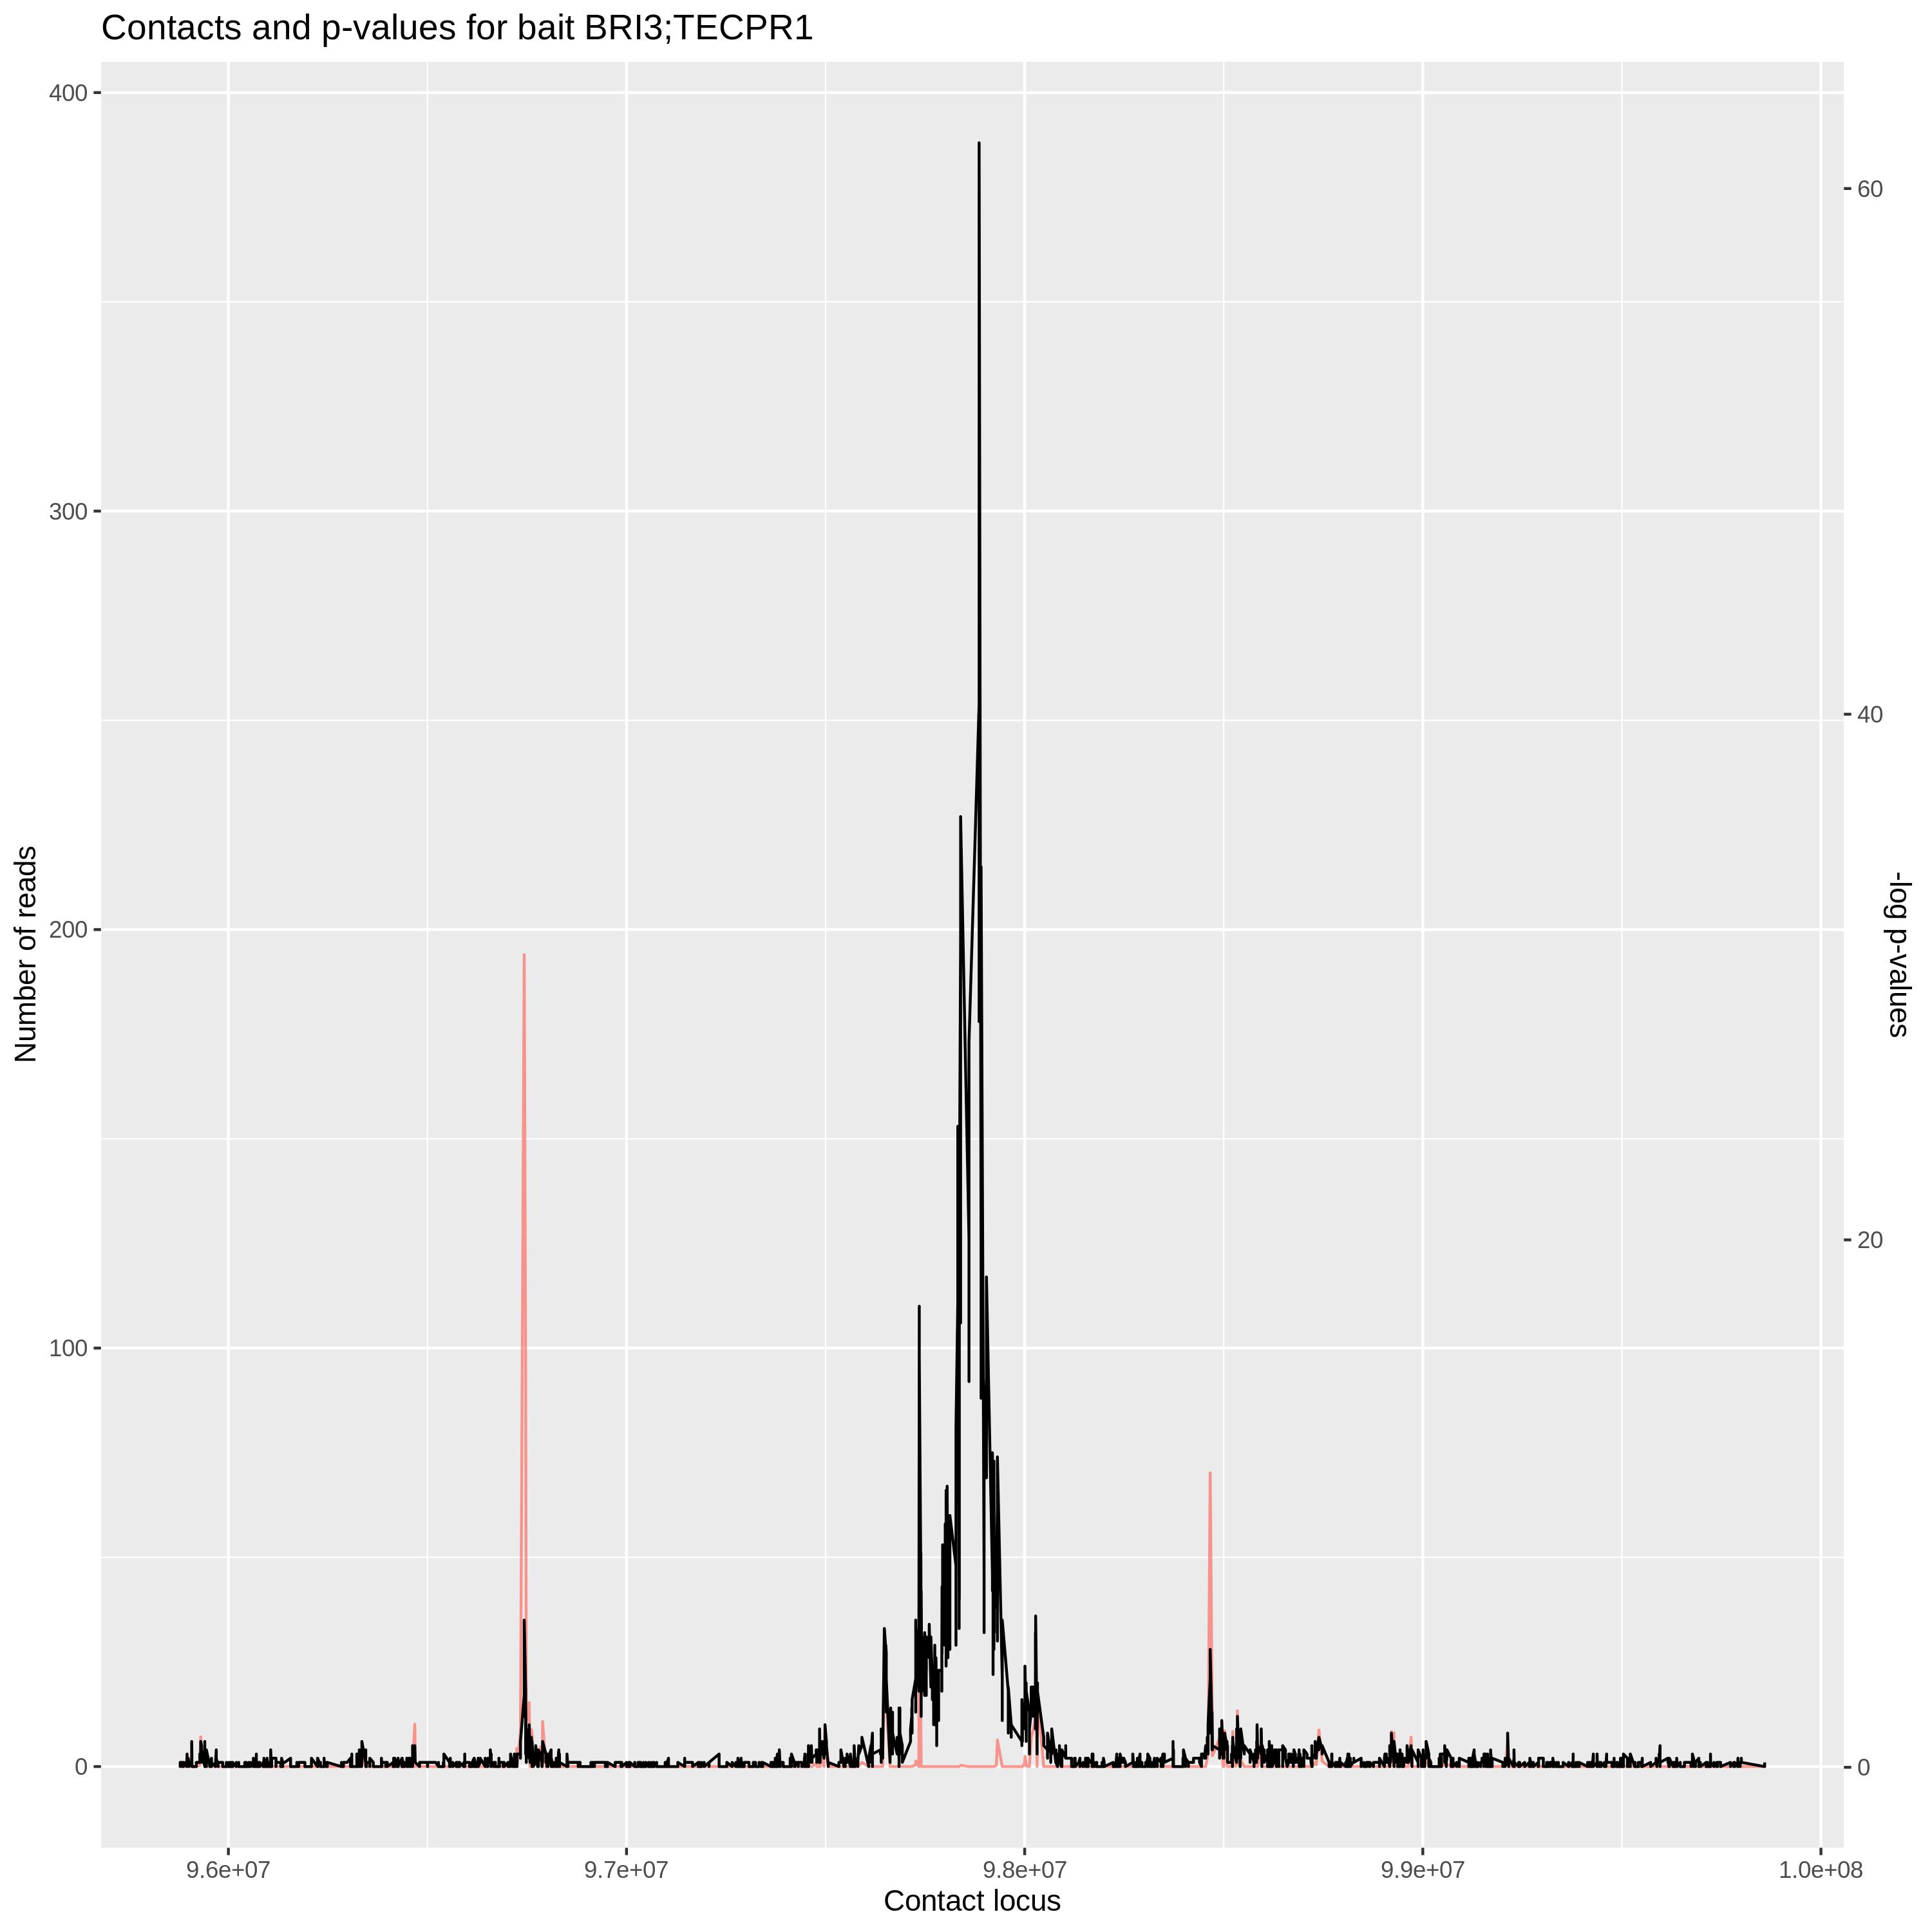 Contacts and p-values for bait BRI3;TECPR1
400
300
200
100
0
Number of reads
60
40
20
0
-log p-values
9.6e+07 9.7e+07 9.8e+07 9.9e+07 1.0e+08
Contact locus